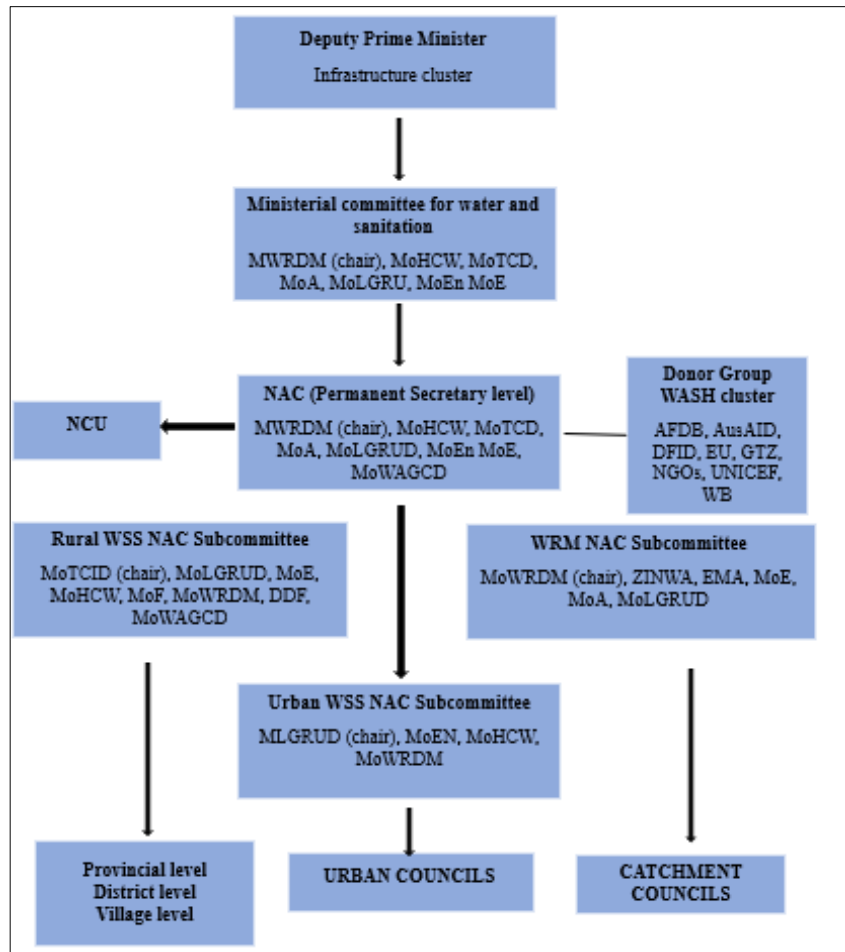 Deputy Prime Minister
Infrastructure cluster
Ministerial committee for water and
sanitation
MWRDM (chair), MoHCW, MoTCD,
MoA, MoLGRU, MoEn MoE
NAC (Permanent Secretary level)
MWRDM (chair), MoHCW, MoTCD,
MoA, MoLGRUD, MoEn MoE,
MoWAGCD
NCU
Donor Group
WASH cluster
AFDB, AusAID,
DFID, EU, GTZ,
NGOs, UNICEF,
WB
Rural WSS NAC Subcommittee
MoTCID (chair), MoLGRUD, MoE,
MoHCW, MoF, MoWRDM, DDF,
MoWAGCD
WRM NAC Subcommittee
MoWRDM (chair), ZINWA, EMA, MoE,
MoA, MoLGRUD
Urban WSS NAC Subcommittee
MLGRUD (chair), MoEN, MoHCW,
MoWRDM
Provincial level
District level
Village level
URBAN COUNCILS
CATCHMENT
COUNCILS